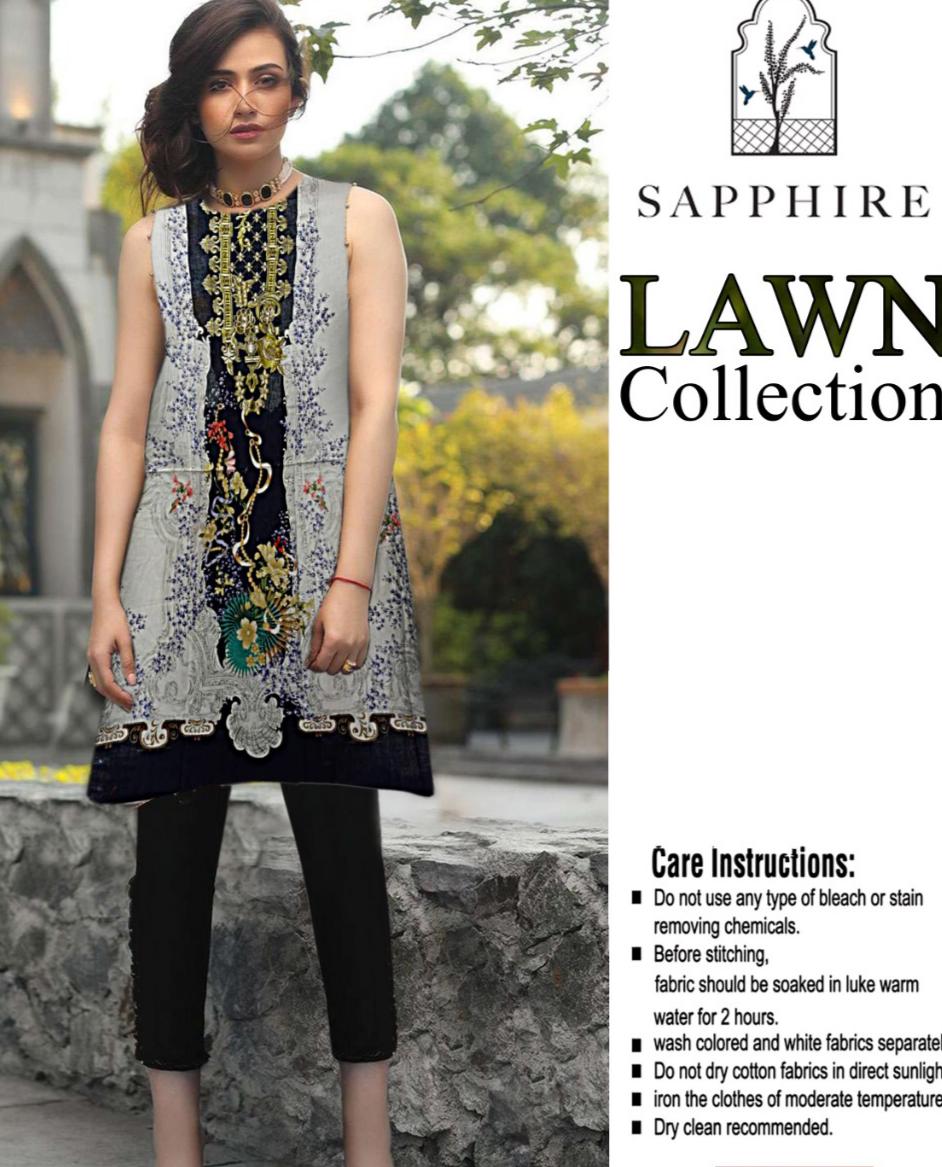 SAPPHIRE
LAWN
Collection
Care Instructions:
■ Do not use any type of bleach or stain
removing chemicals.
■ Before stitching,
fabric should be soaked in luke warm
water for 2 hours.
■ wash colored and white fabrics separatel
■ Do not dry cotton fabrics in direct sunligh
■ iron the clothes of moderate temperature
■ Dry clean recommended.